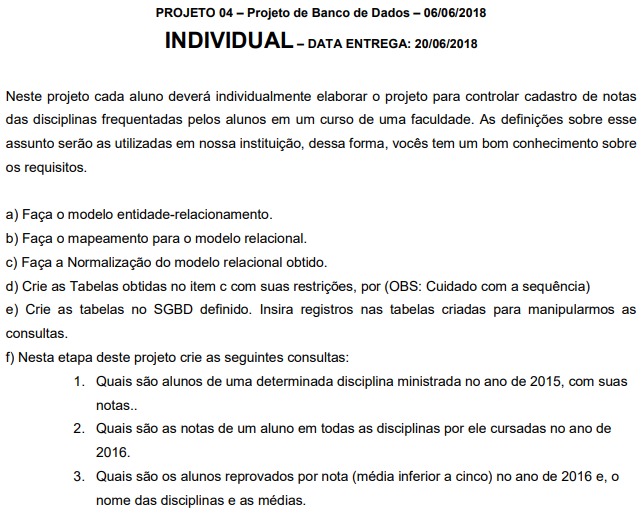 PROJETO 04 – Projeto de Banco de Dados – 06/06/2018
INDIVIDUAL – DATA ENTREGA: 20/06/2018
Neste projeto cada aluno deverá individualmente elaborar o projeto para controlar cadastro de notas
das disciplinas frequentadas pelos alunos em um curso de uma faculdade. As definições sobre esse
assunto serão as utilizadas em nossa instituição, dessa forma, vocês tem um bom conhecimento sobre
os requisitos.
a) Faça o modelo entidade-relacionamento.
b) Faça o mapeamento para o modelo relacional.
c) Faça a Normalização do modelo relacional obtido.
d) Crie as Tabelas obtidas no item c com suas restrições, por (OBS: Cuidado com a sequência)
e) Crie as tabelas no SGBD definido. Insira registros nas tabelas criadas para manipularmos as
consultas.
f) Nesta etapa deste projeto crie as seguintes consultas:
1. Quais são alunos de uma determinada disciplina ministrada no ano de 2015, com suas
notas..
2. Quais são as notas de um aluno em todas as disciplinas por ele cursadas no ano de
2016.
3. Quais são os alunos reprovados por nota (média inferior a cinco) no ano de 2016 e, o
nome das disciplinas e as médias.